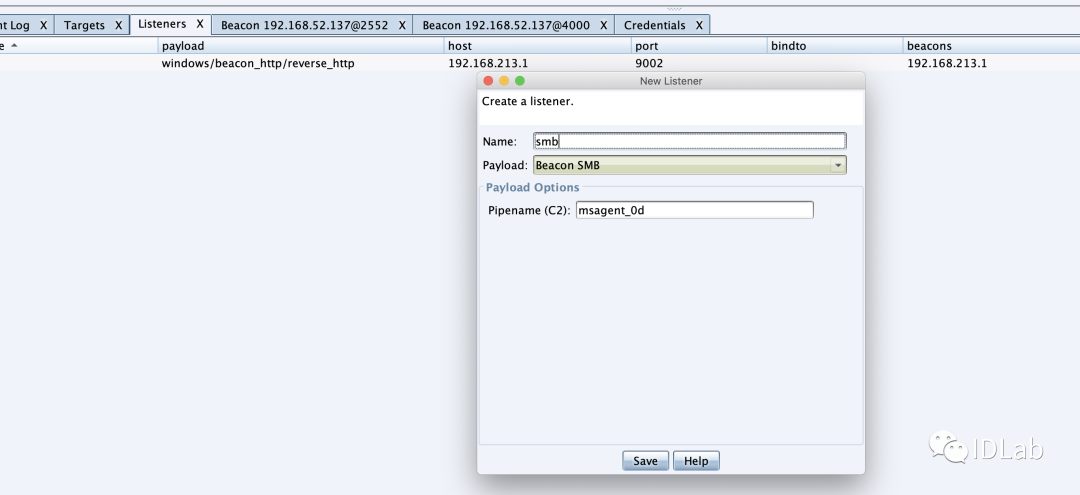 nt Log X Targets X Listeners X Beacon 192.168.52.137@2552 X Beacon 192.168.52.137@4000 X Credentials X
e payload host port bindto beacons
windows/beacon_http/reverse_http 192.168.213.1 9002 192.168.213.1
New Listener
Create a listener.
Name: smb
Payload: Beacon SMB
Payload Options
Pipename (C2): msagent_0d
Save Help
IDLab